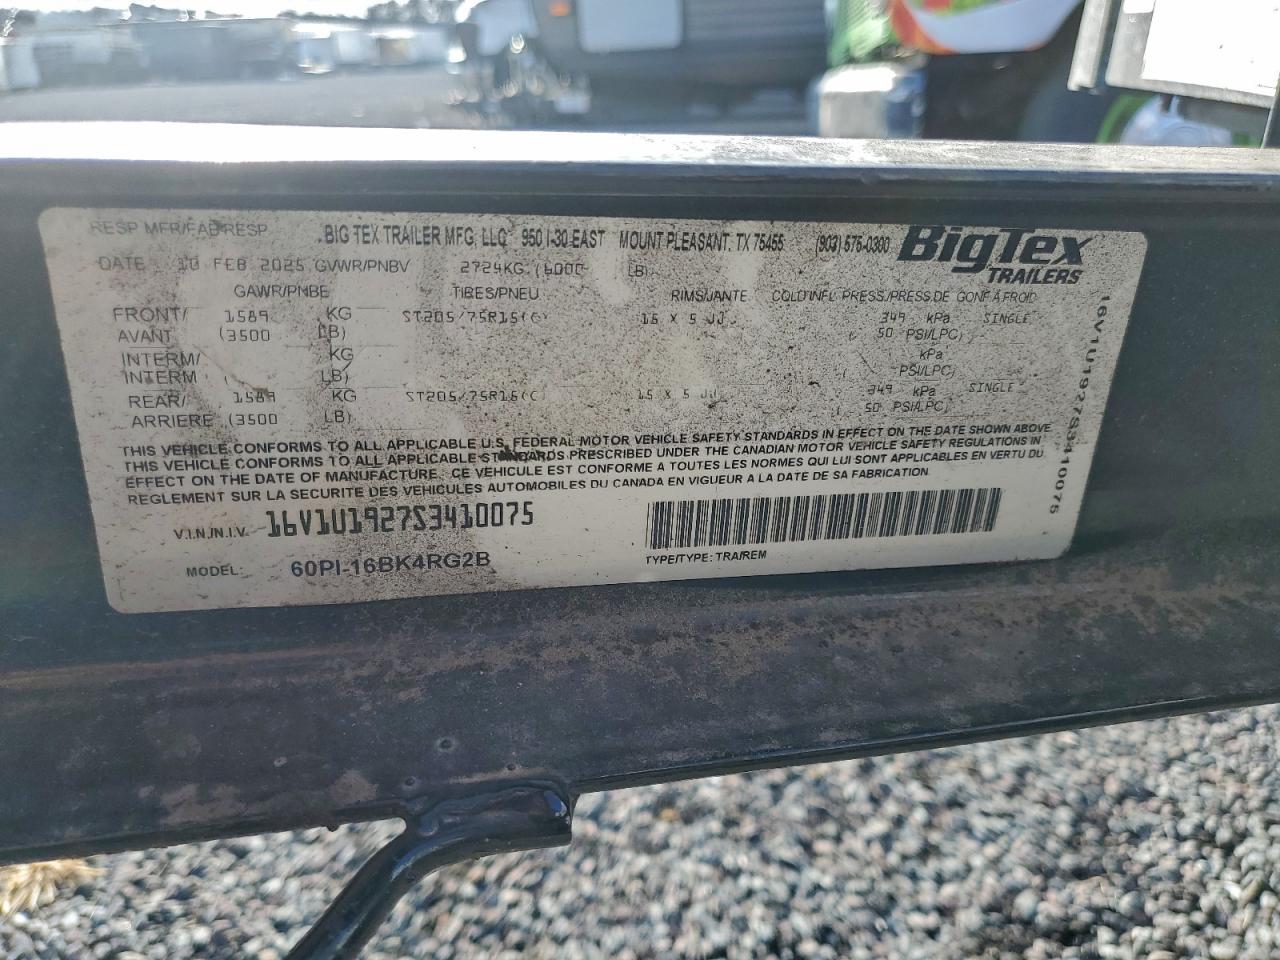 RESP MFR/FAB RESP . BIG TEX TRAILER MFG, LLC 950 I-30 EAST MOUNT PLEASANT, TX 75455 (903) 575-0300 BigTex
TRAILERS
DATE 10 FEB 2025 GVWR/PNBV 2724KG (6000 LB)
GAWR/PNBE TIRES/PNEU RIMS/JANTE COLD INFL PRESS/PRESS DE GONF A FROID
FRONT/ 1589 KG ST205/75R15(C) 15 X 5 JJ 349 kPa SINGLE
AVANT (3500 LB) ( 50 PSI/LPC)
INTERM/ KG kPa
INTERM ( LB) ( PSI/LPC)
REAR/ 1589 KG ST205/75R15(C 15 X 5 JJ 349 kPa SINGLE
ARRIERE (3500 LB) ( 50 PSI/LPC)
THIS VEHICLE CONFORMS TO ALL APPLICABLE U.S. FEDERAL MOTOR VEHICLE SAFETY STANDARDS IN EFFECT ON THE DATE SHOWN ABOVE
THIS VEHICLE CONFORMS TO ALL APPLICABLE STANDARDS PRESCRIBED UNDER THE CANADIAN MOTOR VEHICLE SAFETY REGULATIONS IN
EFFECT ON THE DATE OF MANUFACTURE. CE VEHICULE EST CONFORME A TOUTES LES NORMES QUI LUI SONT APPLICABLES EN VERTU DU
REGLEMENT SUR LA SECURITE DES VEHICULES AUTOMOBILES DU CANADA EN VIGUEUR A LA DATE DE SA FABRICATION
V.I.N./N.I.V. 16V1U1927S3410075
TYPE/TYPE: TRA/REM
MODEL: 60PI-16BK4RG2B
16V1U1927S3410075